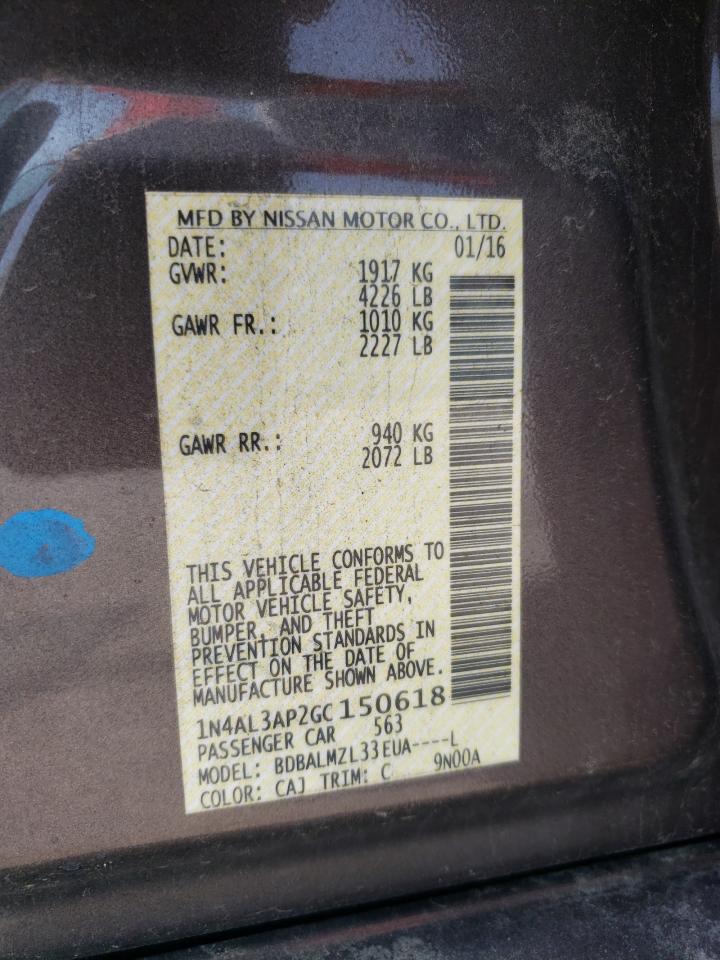 MFD BY NISSAN MOTOR CO., LTD.
DATE: 01/16
GVWR: 1917 KG
4226 LB
GAWR FR.: 1010 KG
2227 LB
GAWR RR.: 940 KG
2072 LB
THIS VEHICLE CONFORMS TO
ALL APPLICABLE FEDERAL
MOTOR VEHICLE SAFETY,
BUMPER, AND THEFT
PREVENTION STANDARDS IN
EFFECT ON THE DATE OF
MANUFACTURE SHOWN ABOVE.
1N4AL3AP2GC150618
PASSENGER CAR 563
MODEL: BDBALMZL33EUA----L
COLOR: CAJ TRIM: C 9N00A